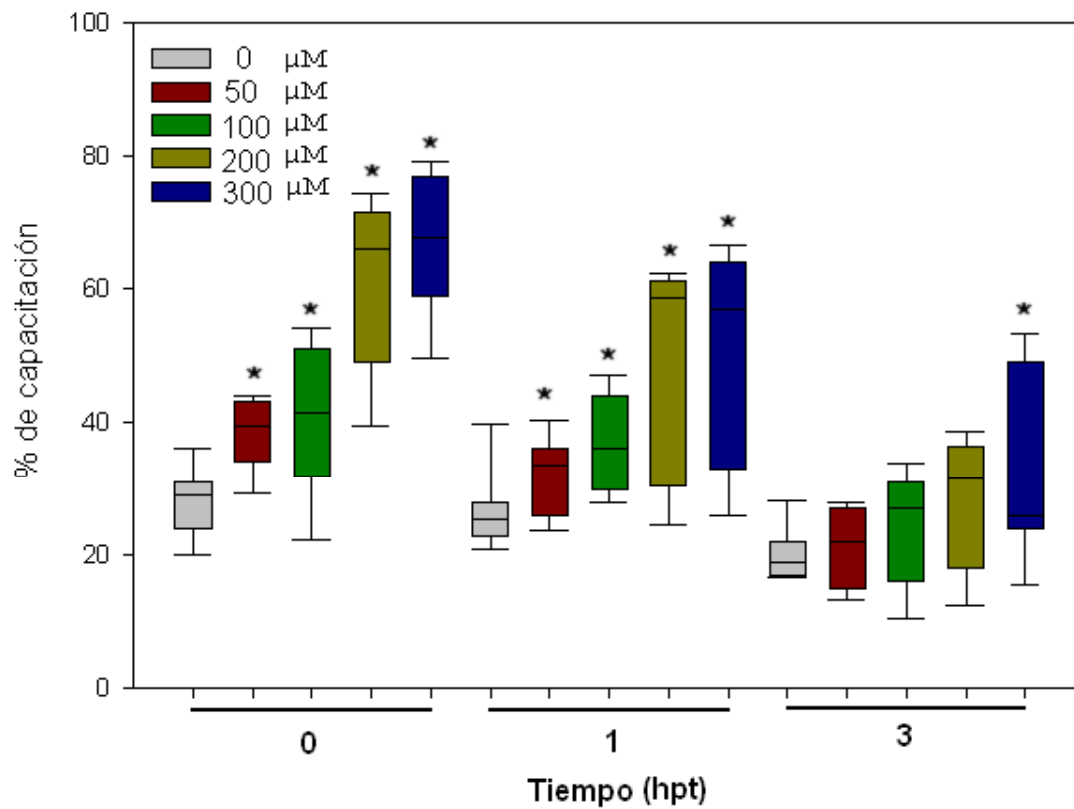 % de capacitación
100
80
60
40
20
0
0 µM
50 µM
100 µM
200 µM
300 µM
* * * *
* * * *
*
0 1 3
Tiempo (hpt)